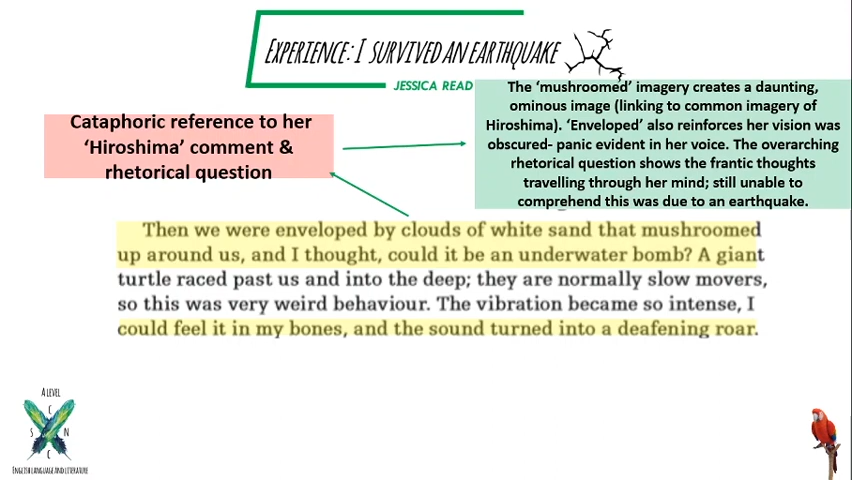 EXPERIENCE: I SURVIVED AN EARTHQUAKE
JESSICA READ
Cataphoric reference to her
‘Hiroshima’ comment &
rhetorical question
The ‘mushroomed’ imagery creates a daunting,
ominous image (linking to common imagery of
Hiroshima). ‘Enveloped’ also reinforces her vision was
obscured- panic evident in her voice. The overarching
rhetorical question shows the frantic thoughts
travelling through her mind; still unable to
comprehend this was due to an earthquake.
Then we were enveloped by clouds of white sand that mushroomed
up around us, and I thought, could it be an underwater bomb? A giant
turtle raced past us and into the deep; they are normally slow movers,
so this was very weird behaviour. The vibration became so intense, I
could feel it in my bones, and the sound turned into a deafening roar.
A LEVEL
C
S N
C
ENGLISH LANGUAGE AND LITERATURE